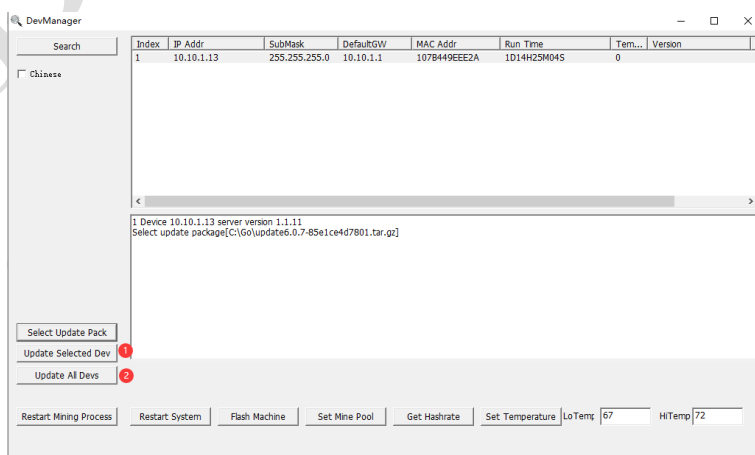 DevManager
Search
Chinese
Index IP Addr SubMask DefaultGW MAC Addr Run Time Tem... Version
1 10.10.1.13 255.255.255.0 10.10.1.1 107B449EEE2A 1D14H25M04S 0
1 Device 10.10.1.13 server version 1.1.11
Select update package[C:\Go\update6.0.7-85e1ce4d7801.tar.gz]
Select Update Pack
Update Selected Dev 1
Update All Devs 2
Restart Mining Process Restart System Flash Machine Set Mine Pool Get Hashrate Set Temperature LoTemp 67 HiTemp 72